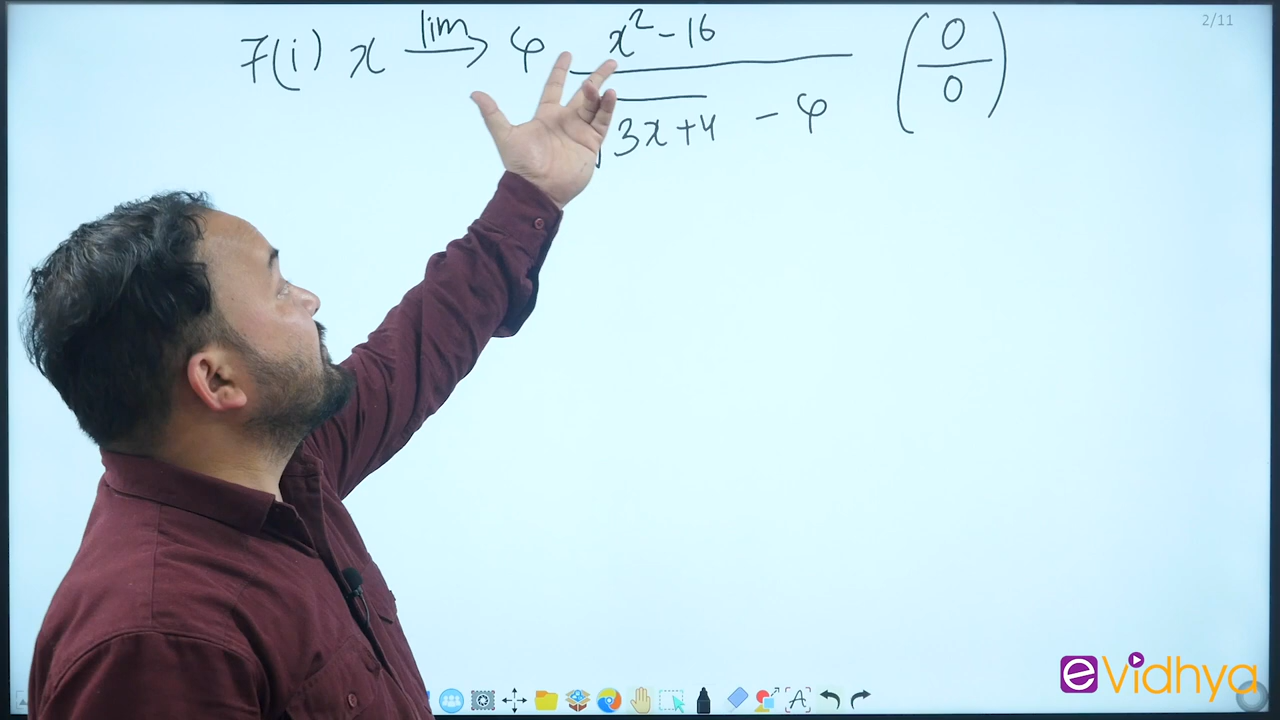 7(i) x lim→ 4 x²-16 / √3x+4 - 4 (0/0)
2/11
eVidhya